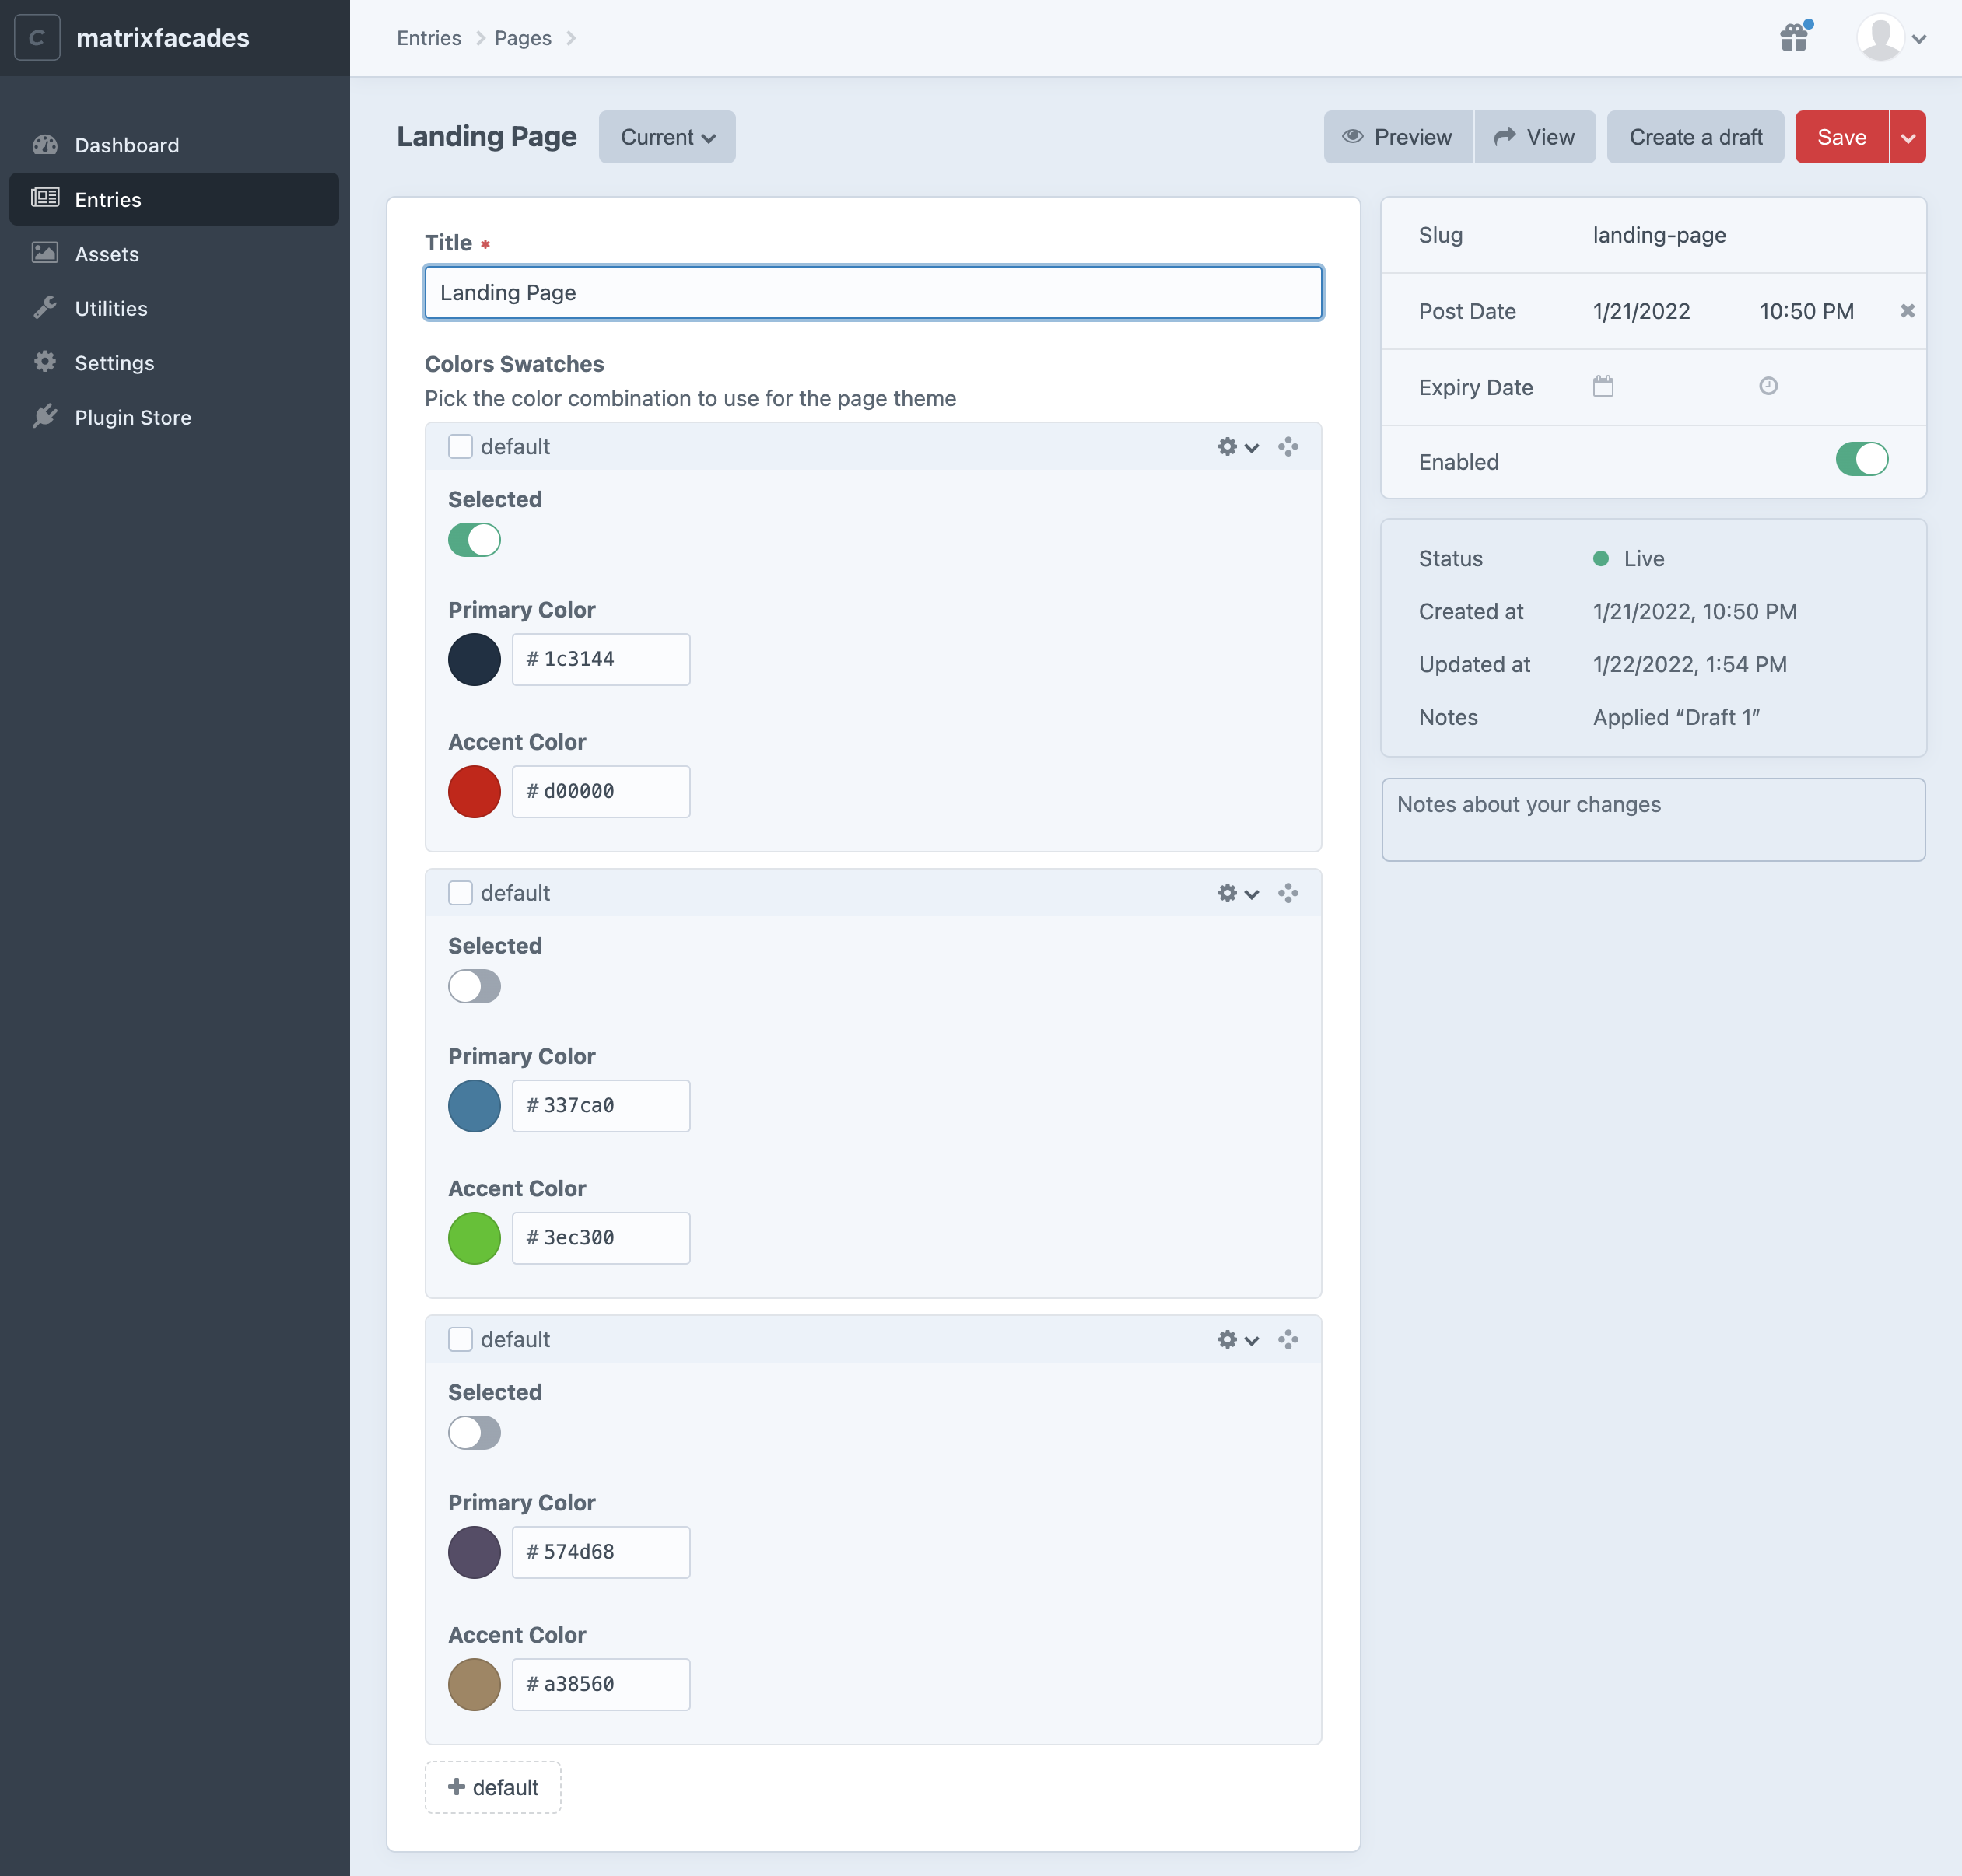 C
matrixfacades
Dashboard
Entries
Assets
Utilities
Settings
Plugin Store
Entries
Pages
Landing Page
Current
Preview
View
Create a draft
Save
Title *
Landing Page
Colors Swatches
Pick the color combination to use for the page theme
default
Selected
Primary Color
# 1c3144
Accent Color
# d00000
default
Selected
Primary Color
# 337ca0
Accent Color
# 3ec300
default
Selected
Primary Color
# 574d68
Accent Color
# a38560
+ default
Slug landing-page
Post Date 1/21/2022 10:50 PM
Expiry Date
Enabled
Status Live
Created at 1/21/2022, 10:50 PM
Updated at 1/22/2022, 1:54 PM
Notes Applied “Draft 1”
Notes about your changes